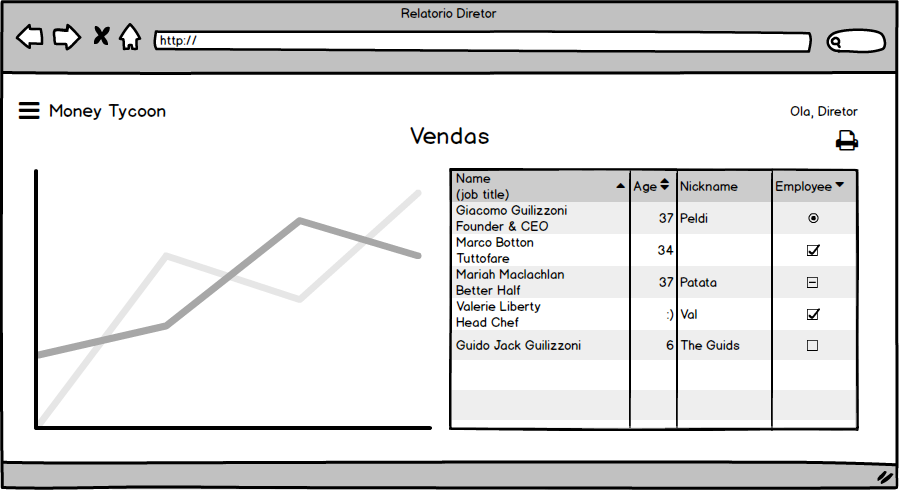 Relatorio Diretor
http://
Money Tycoon
Ola, Diretor
Vendas
Name
(job title)
Age
Nickname
Employee
Giacomo Guilizzoni
Founder & CEO
37
Peldi
Marco Botton
Tuttofare
34
Mariah Maclachlan
Better Half
37
Patata
Valerie Liberty
Head Chef
:)
Val
Guido Jack Guilizzoni
6
The Guids